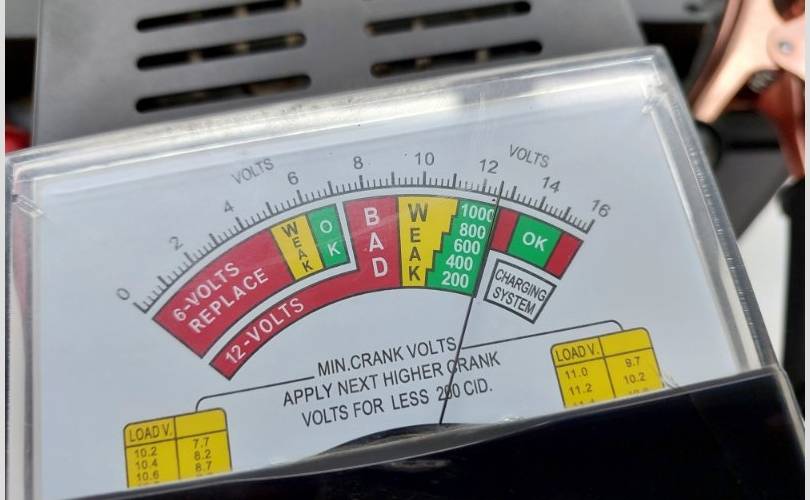 VOLTS VOLTS
0 2 4 6 8 10 12 14 16
6-VOLTS
REPLACE
WEAK
OK
12-VOLTS
BAD
WEAK
1000
800
600
400
200
OK
CHARGING
SYSTEM
MIN.CRANK VOLTS
APPLY NEXT HIGHER CRANK
VOLTS FOR LESS 200 CID.
LOAD V.
10.2 7.7
10.4 8.2
10.6 8.7
LOAD V.
11.0 9.7
11.2 10.2